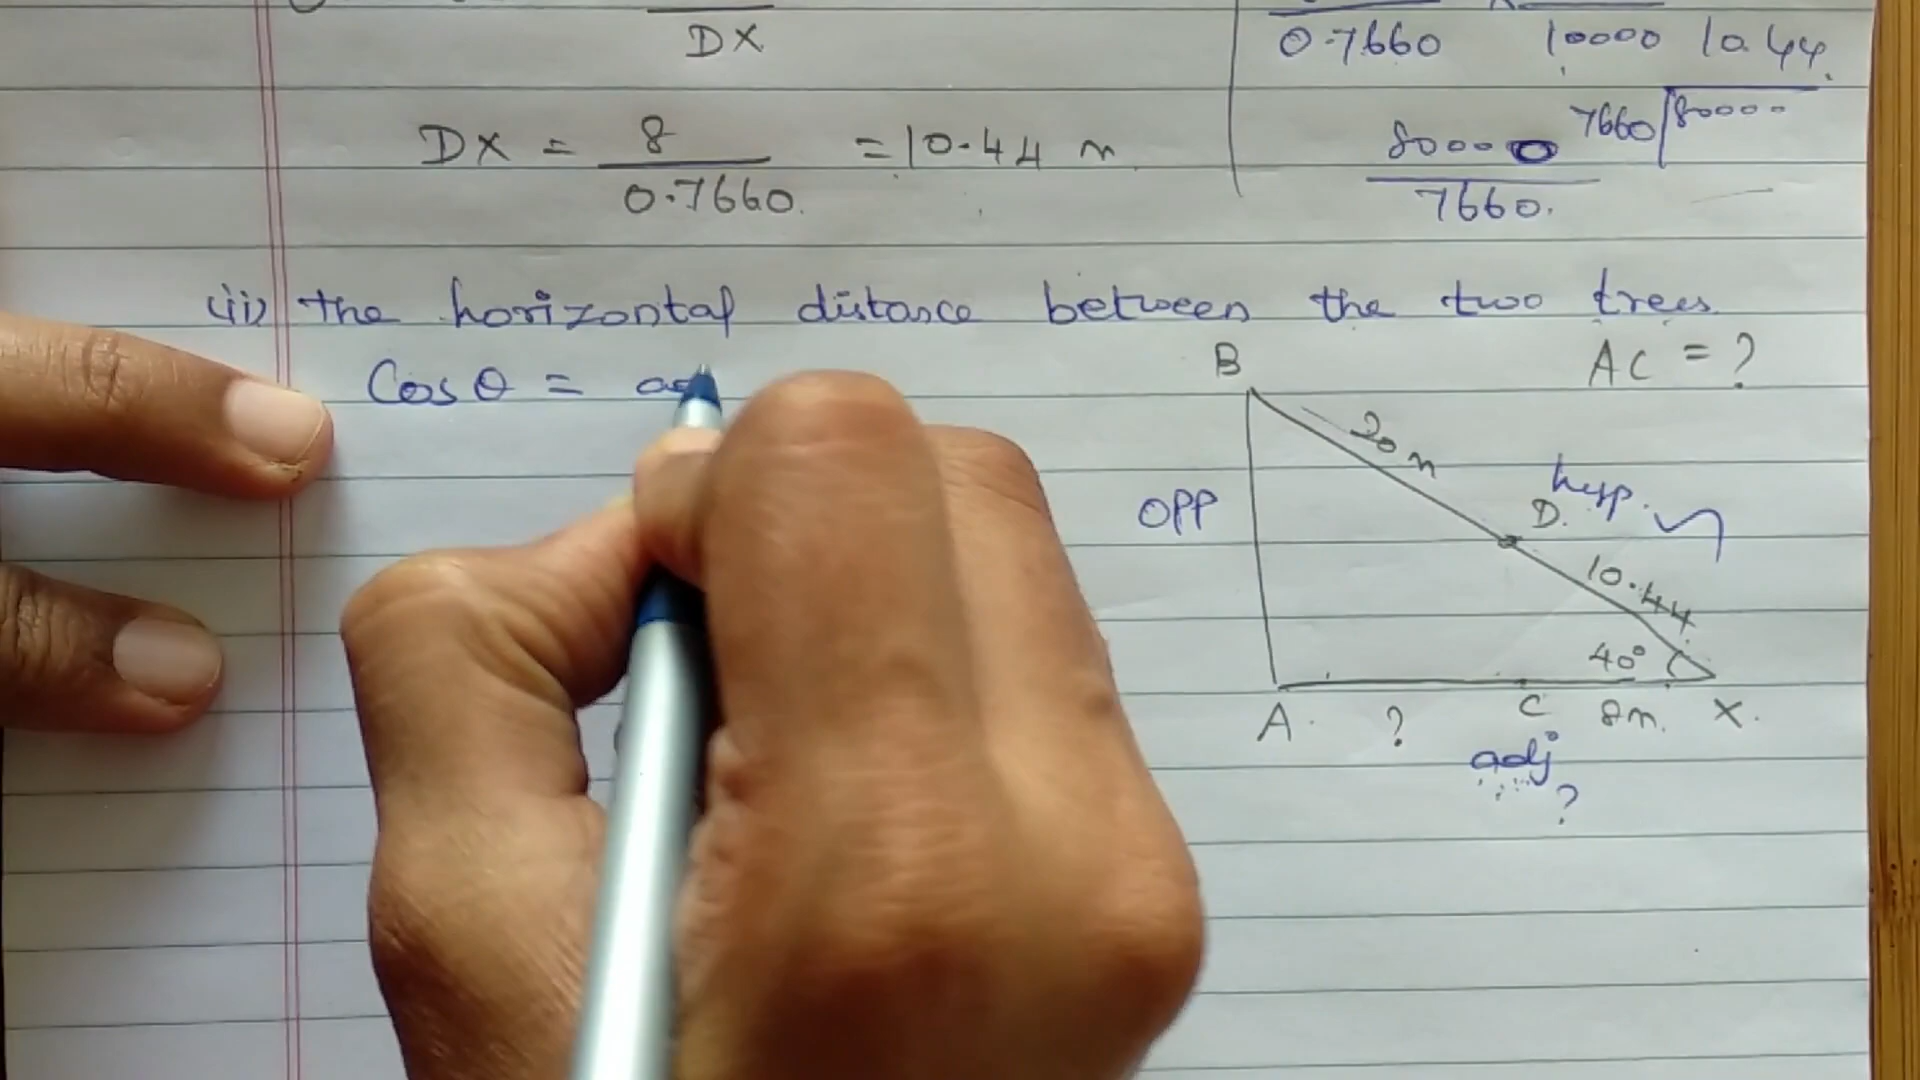 DX
0.7660 10000 10.44
DX = 8 / 0.7660 = 10.44 m
80000 / 7660. 7660 80000
(ii) the horizontal distance between the two trees
Cos θ =
AC = ?
B
20 m
hyp.
OPP
D.
10.44
40°
A. ? C 8m. X.
adj
?